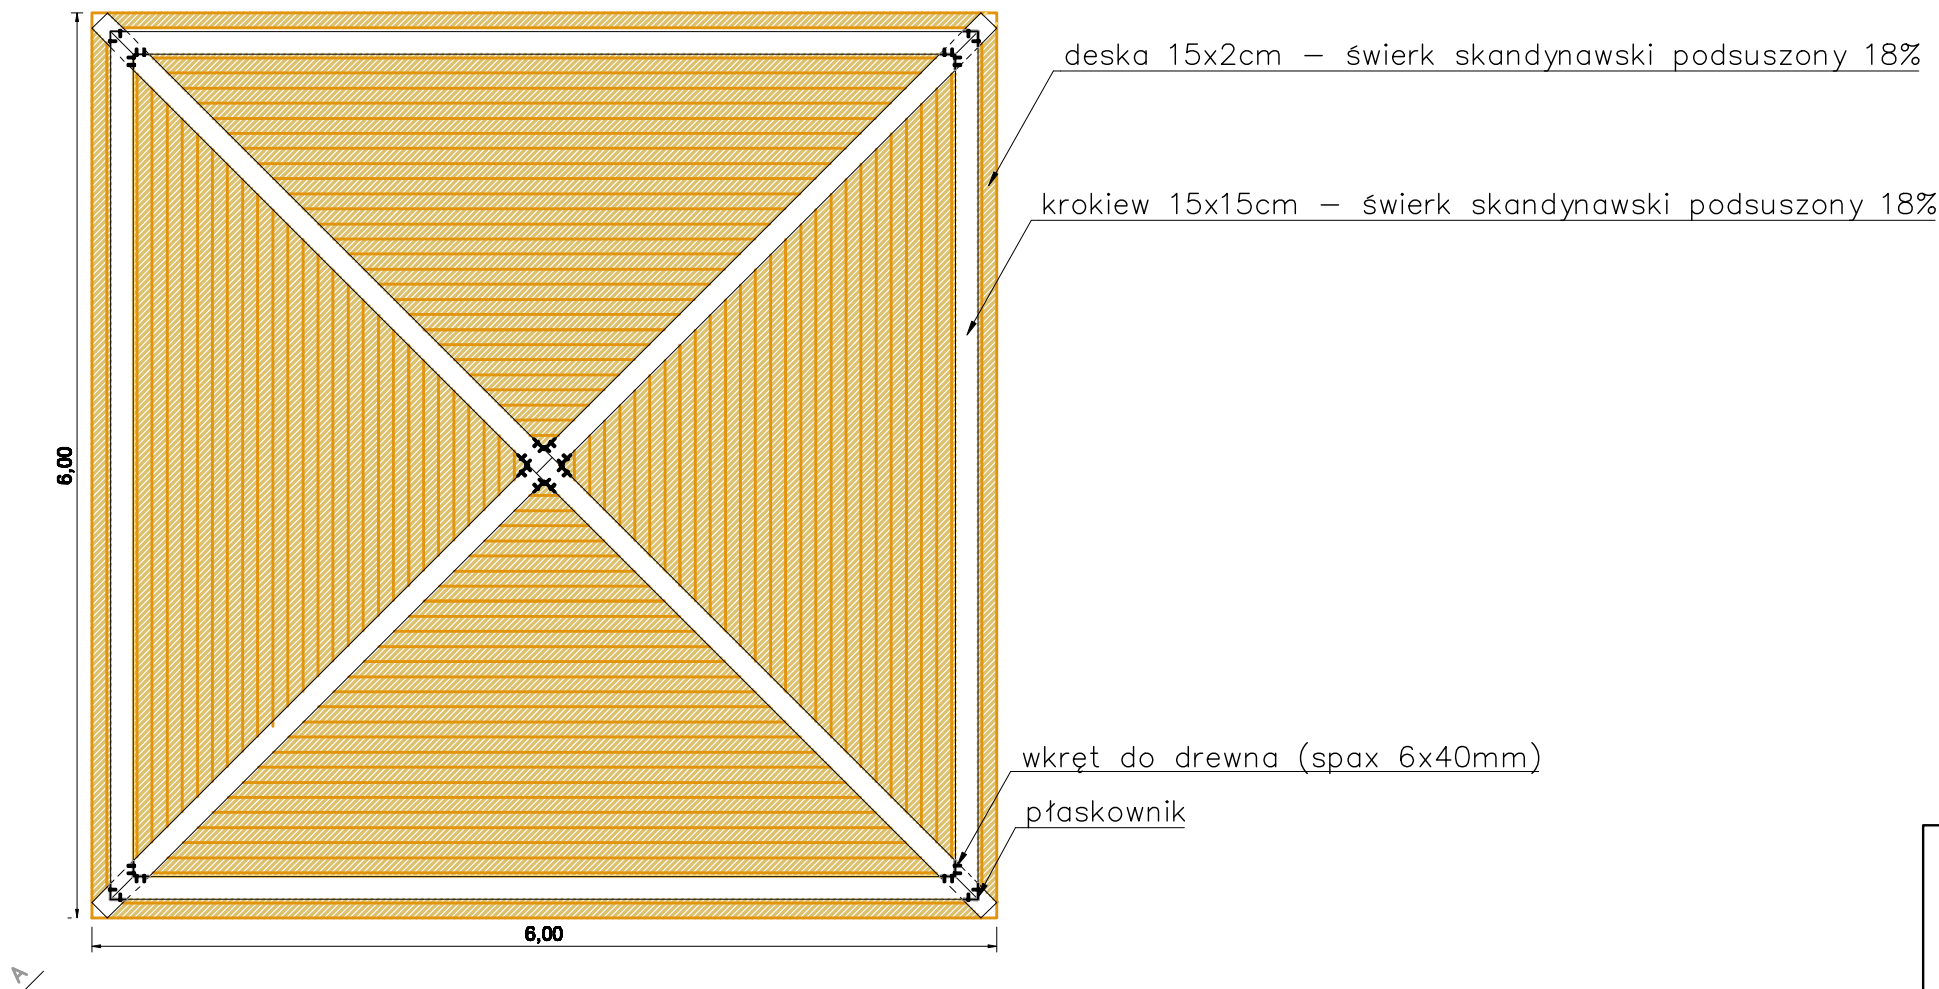 deska 15x2cm – świerk skandynawski podsuszony 18%
krokiew 15x15cm – świerk skandynawski podsuszony 18%
6,00
wkręt do drewna (spax 6x40mm)
płaskownik
6,00
A